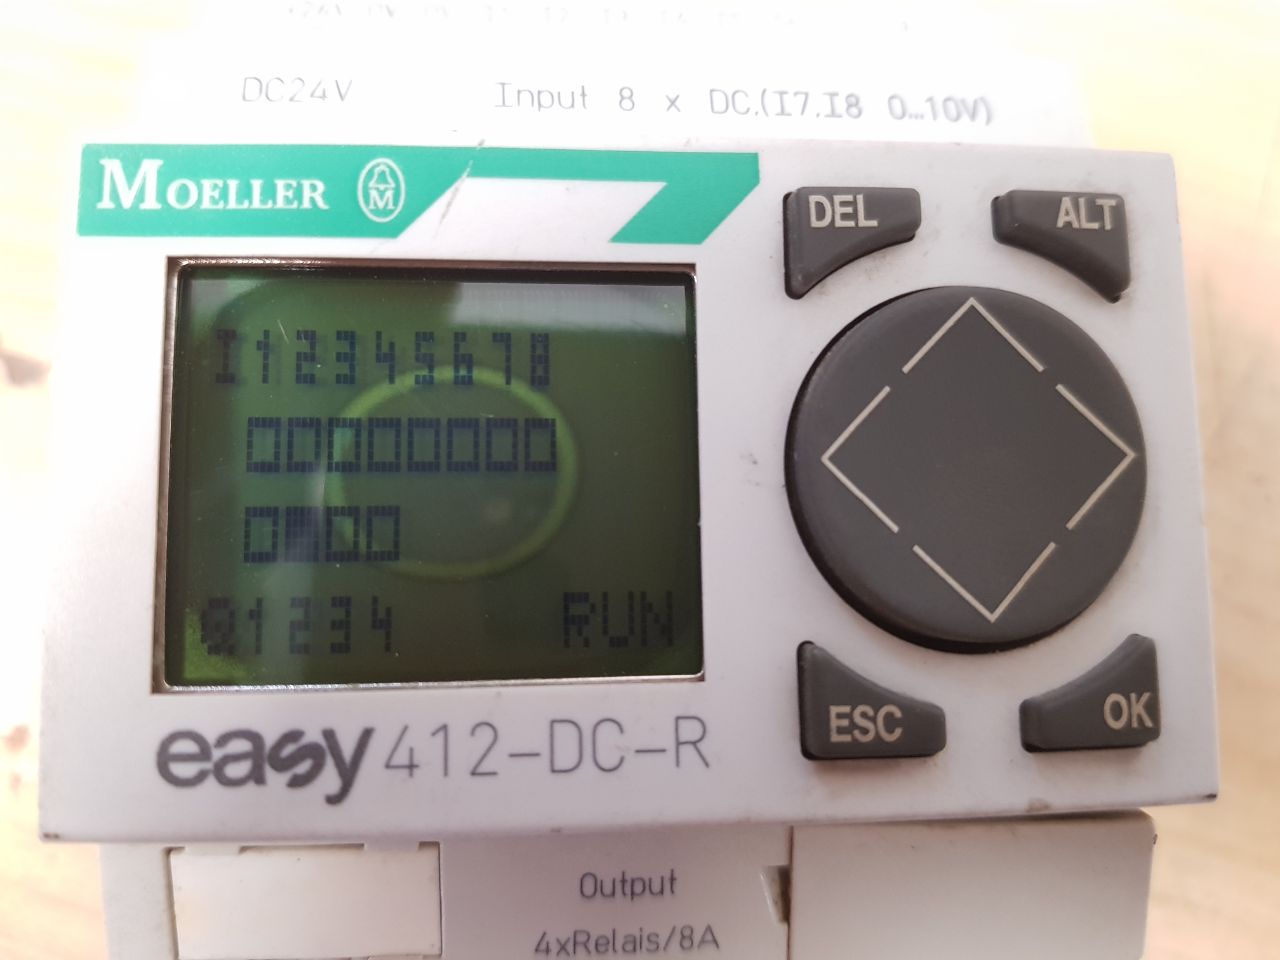 DC24V Input 8 x DC,(I7,I8 0...10V)
MOELLER M
DEL ALT
I12345678
Q1234 RUN
ESC OK
easy412-DC-R
Output
4xRelais/8A